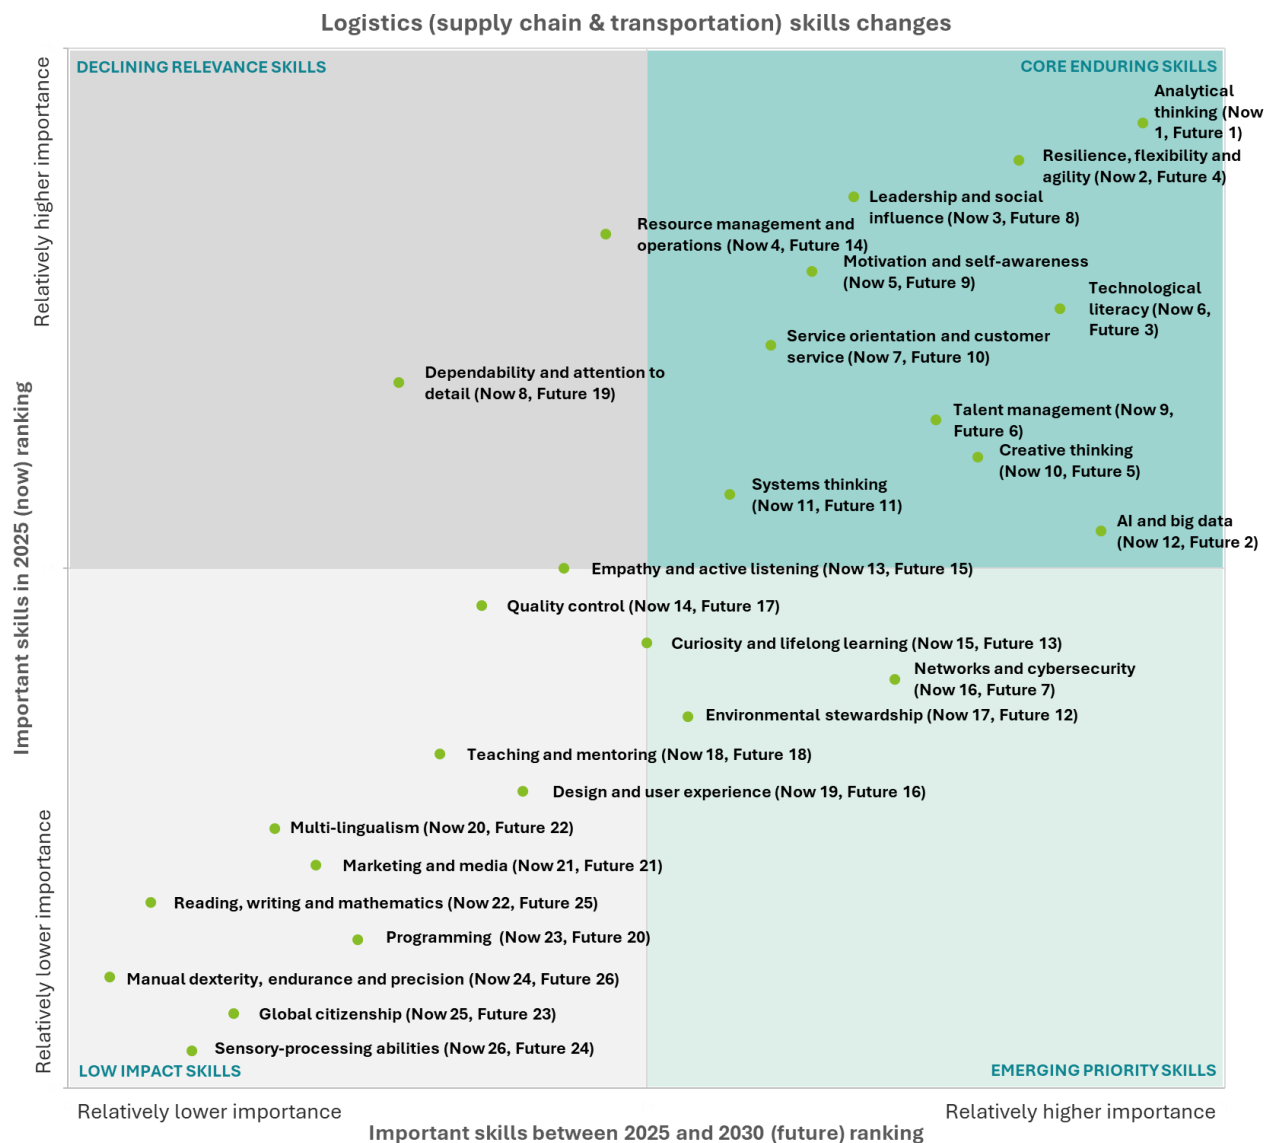 Logistics (supply chain & transportation) skills changes
DECLINING RELEVANCE SKILLS
CORE ENDURING SKILLS
Relatively higher importance
Important skills in 2025 (now) ranking
Relatively lower importance
Analytical
thinking (Now
1, Future 1)
Resilience, flexibility and
agility (Now 2, Future 4)
Leadership and social
influence (Now 3, Future 8)
Resource management and
operations (Now 4, Future 14)
Motivation and self-awareness
(Now 5, Future 9)
Technological
literacy (Now 6,
Future 3)
Service orientation and customer
service (Now 7, Future 10)
Dependability and attention to
detail (Now 8, Future 19)
Talent management (Now 9,
Future 6)
Creative thinking
(Now 10, Future 5)
Systems thinking
(Now 11, Future 11)
AI and big data
(Now 12, Future 2)
Empathy and active listening (Now 13, Future 15)
Quality control (Now 14, Future 17)
Curiosity and lifelong learning (Now 15, Future 13)
Networks and cybersecurity
(Now 16, Future 7)
Environmental stewardship (Now 17, Future 12)
Teaching and mentoring (Now 18, Future 18)
Design and user experience (Now 19, Future 16)
Multi-lingualism (Now 20, Future 22)
Marketing and media (Now 21, Future 21)
Reading, writing and mathematics (Now 22, Future 25)
Programming (Now 23, Future 20)
Manual dexterity, endurance and precision (Now 24, Future 26)
Global citizenship (Now 25, Future 23)
Sensory-processing abilities (Now 26, Future 24)
LOW IMPACT SKILLS
EMERGING PRIORITY SKILLS
Relatively lower importance
Relatively higher importance
Important skills between 2025 and 2030 (future) ranking